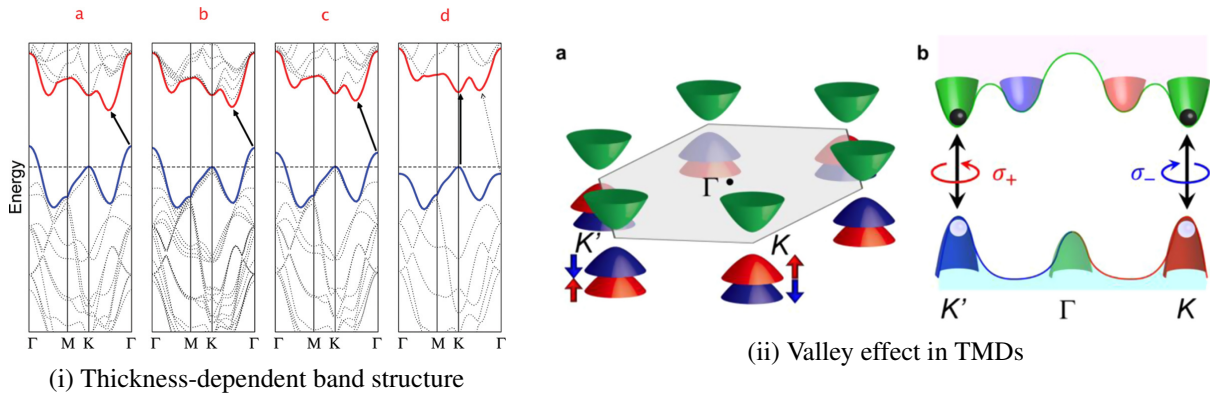 a b c d
Energy
Γ M K Γ Γ M K Γ Γ M K Γ Γ M K Γ
(i) Thickness-dependent band structure
a
Γ
K' K
b
σ+ σ−
K' Γ K
(ii) Valley effect in TMDs